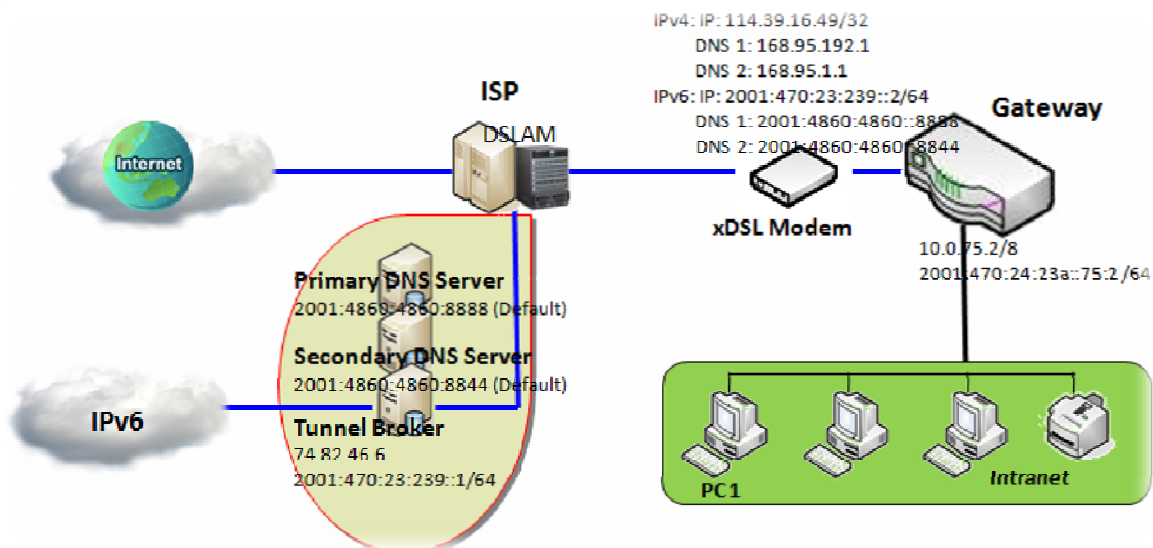 IPv4: IP: 114.39.16.49/32
DNS 1: 168.95.192.1
DNS 2: 168.95.1.1
IPv6: IP: 2001:470:23:239::2/64
DNS 1: 2001:4860:4860::8888
DNS 2: 2001:4860:4860::8844
ISP
DSLAM
Gateway
Internet
xDSL Modem
10.0.75.2/8
2001:470:24:23a::75:2/64
Primary DNS Server
2001:4860:4860:8888 (Default)
Secondary DNS Server
2001:4860:4860:8844 (Default)
IPv6
Tunnel Broker
74.82.46.6
2001:470:23:239::1/64
PC1
Intranet